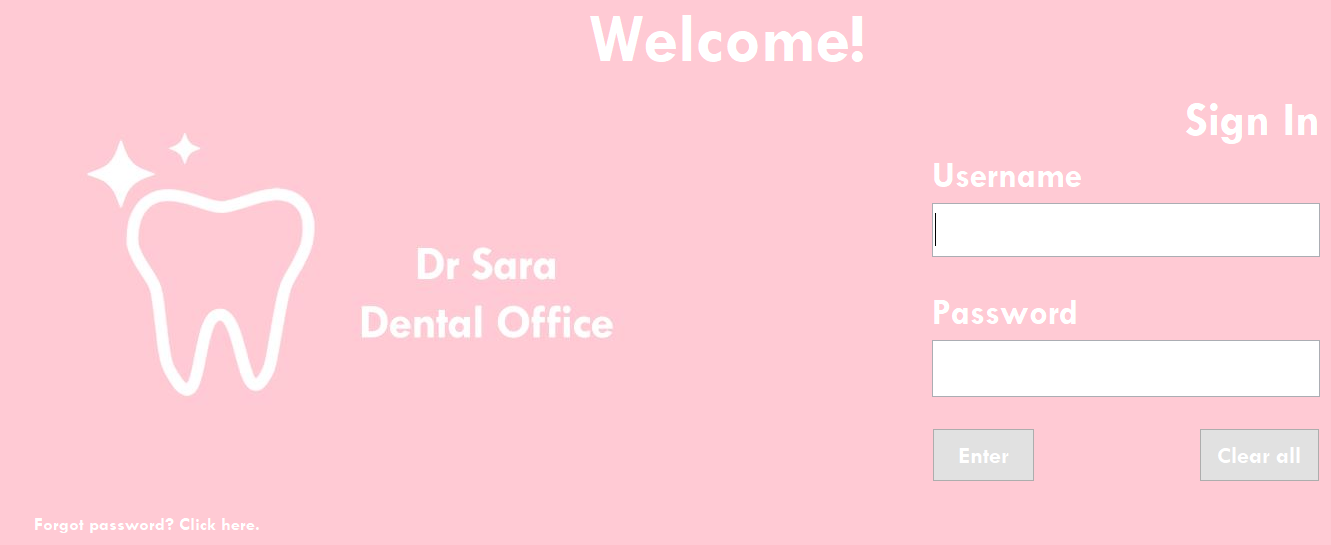 Welcome!
Sign In
Username
Dr Sara
Dental Office
Password
Enter
Clear all
Forgot password? Click here.